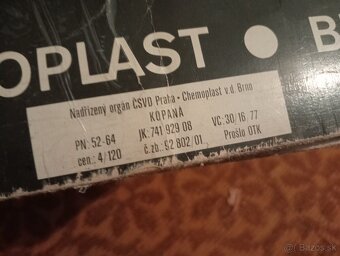 OPLAST ● B
Nadřízený orgán ČSVD Praha • Chemoplast v.d. Brno
KOPANÁ
PN: 52-64 JK: 741 929 08 VC: 30/16 77
cen.: 4/120 č.zb.: 92 802/01 Prošlo OTK
Bazos.sk